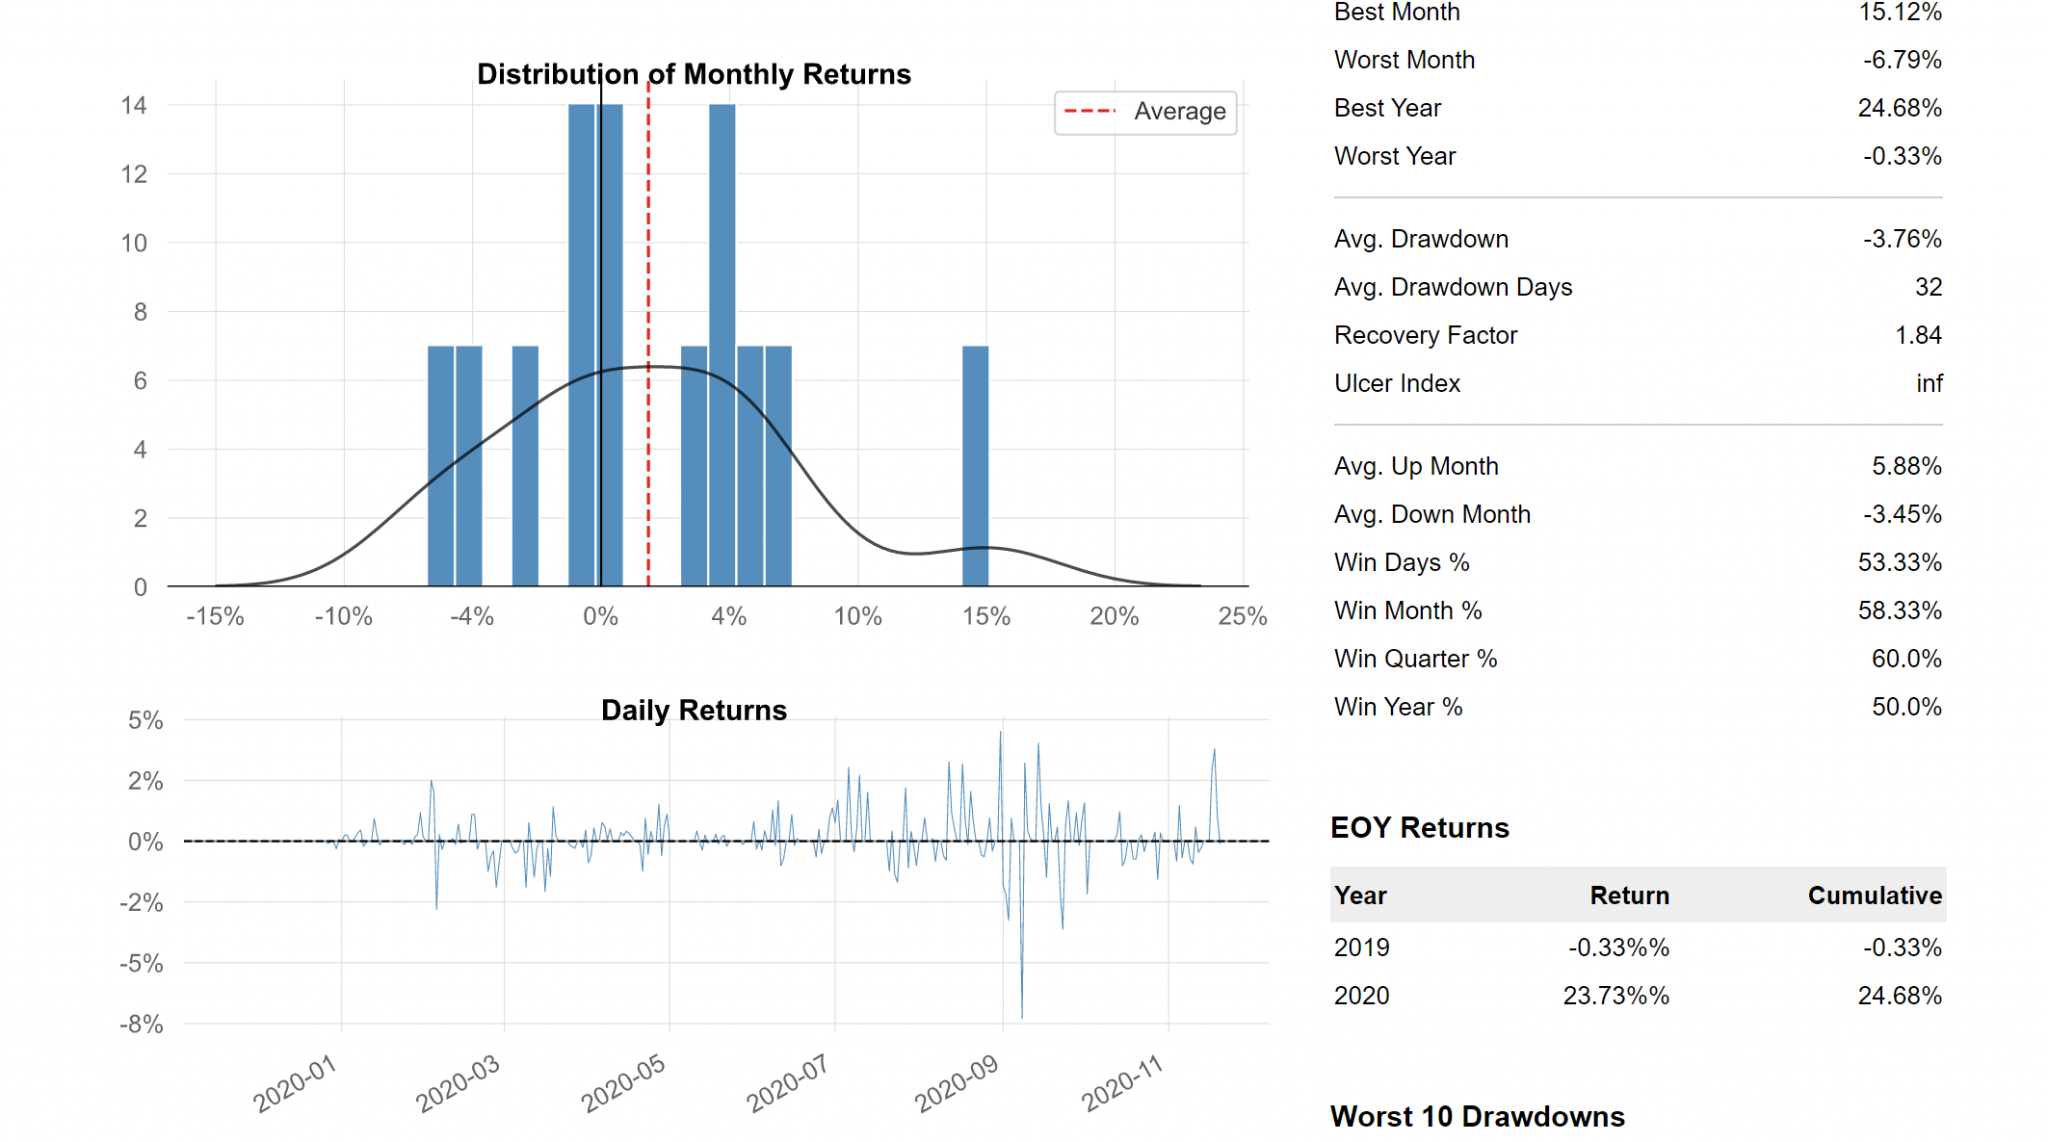 Distribution of Monthly Returns
Average
14
12
10
8
6
4
2
0
-15% -10% -4% 0% 4% 10% 15% 20% 25%
Daily Returns
5%
2%
0%
-2%
-5%
-8%
2020-01 2020-03 2020-05 2020-07 2020-09 2020-11
Best Month 15.12%
Worst Month -6.79%
Best Year 24.68%
Worst Year -0.33%
Avg. Drawdown -3.76%
Avg. Drawdown Days 32
Recovery Factor 1.84
Ulcer Index inf
Avg. Up Month 5.88%
Avg. Down Month -3.45%
Win Days % 53.33%
Win Month % 58.33%
Win Quarter % 60.0%
Win Year % 50.0%
EOY Returns
Year Return Cumulative
2019 -0.33%% -0.33%
2020 23.73%% 24.68%
Worst 10 Drawdowns